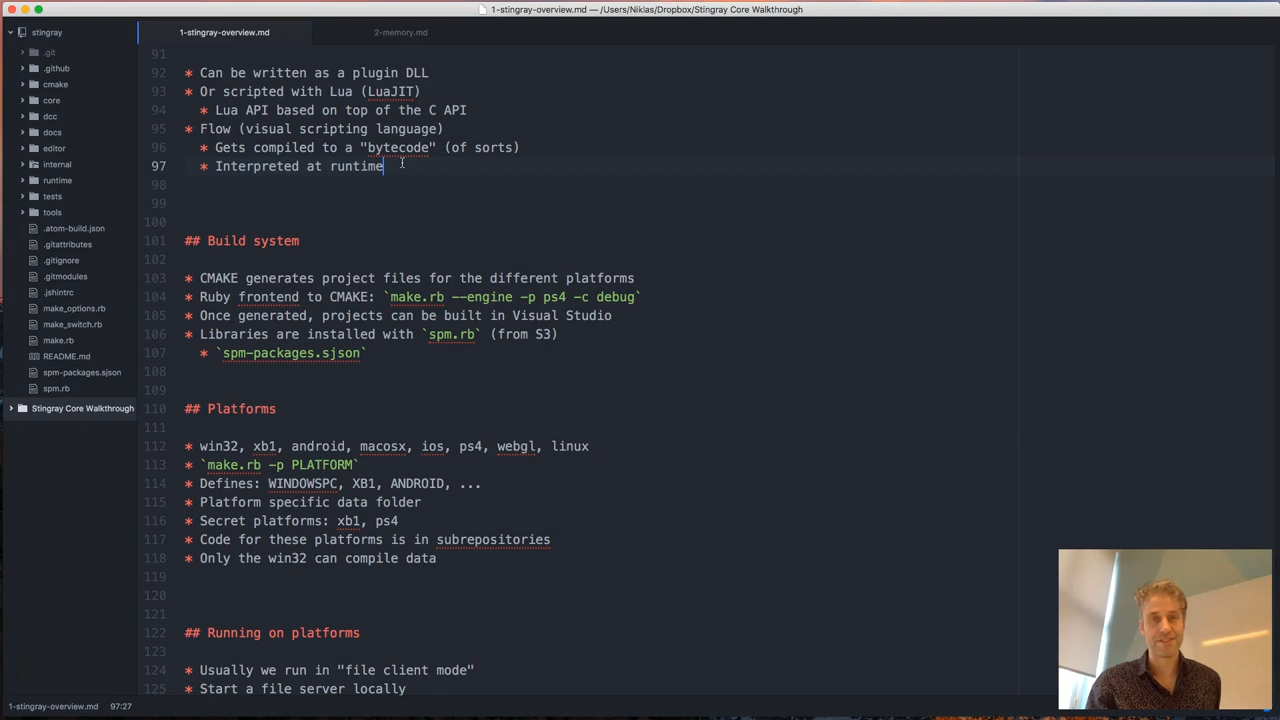 1-stingray-overview.md — /Users/Niklas/Dropbox/Stingray Core Walkthrough
stingray
.git
.github
cmake
core
dcc
docs
editor
internal
runtime
tests
tools
.atom-build.json
.gitattributes
.gitignore
.gitmodules
.jshintrc
make_options.rb
make_switch.rb
make.rb
README.md
spm-packages.sjson
spm.rb
Stingray Core Walkthrough
1-stingray-overview.md
2-memory.md
91
92 * Can be written as a plugin DLL
93 * Or scripted with Lua (LuaJIT)
94 * Lua API based on top of the C API
95 * Flow (visual scripting language)
96 * Gets compiled to a "bytecode" (of sorts)
97 * Interpreted at runtime
98
99
100
101 ## Build system
102
103 * CMAKE generates project files for the different platforms
104 * Ruby frontend to CMAKE: `make.rb --engine -p ps4 -c debug`
105 * Once generated, projects can be built in Visual Studio
106 * Libraries are installed with `spm.rb` (from S3)
107 * `spm-packages.sjson`
108
109
110 ## Platforms
111
112 * win32, xb1, android, macosx, ios, ps4, webgl, linux
113 * `make.rb -p PLATFORM`
114 * Defines: WINDOWSPC, XB1, ANDROID, ...
115 * Platform specific data folder
116 * Secret platforms: xb1, ps4
117 * Code for these platforms is in subrepositories
118 * Only the win32 can compile data
119
120
121
122 ## Running on platforms
123
124 * Usually we run in "file client mode"
125 * Start a file server locally
1-stingray-overview.md 97:27